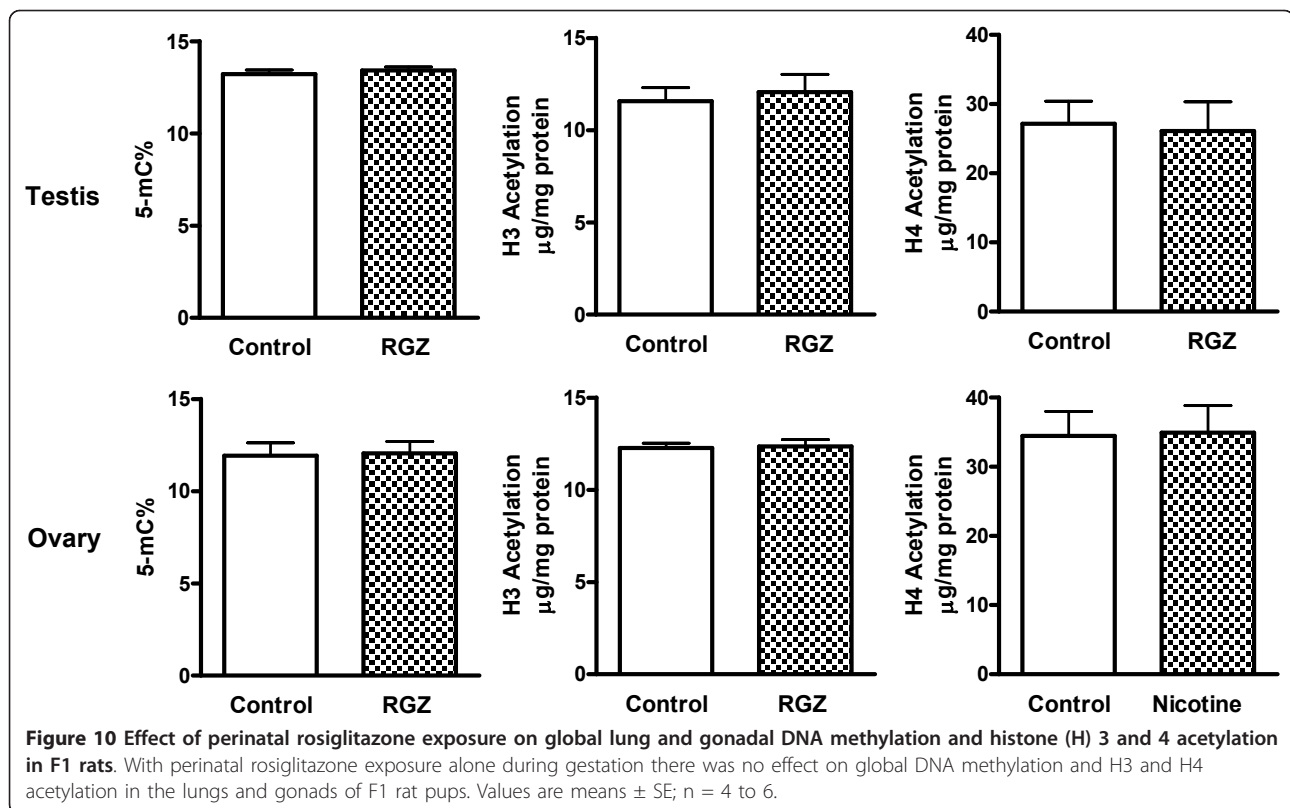 Testis
5-mC%
15
10
5
0
Control RGZ
H3 Acetylation
µg/mg protein
15
10
5
0
Control RGZ
H4 Acetylation
µg/mg protein
40
30
20
10
0
Control RGZ
Ovary
5-mC%
15
10
5
0
Control RGZ
H3 Acetylation
µg/mg protein
15
10
5
0
Control RGZ
H4 Acetylation
µg/mg protein
40
30
20
10
0
Control Nicotine
Figure 10 Effect of perinatal rosiglitazone exposure on global lung and gonadal DNA methylation and histone (H) 3 and 4 acetylation
in F1 rats. With perinatal rosiglitazone exposure alone during gestation there was no effect on global DNA methylation and H3 and H4
acetylation in the lungs and gonads of F1 rat pups. Values are means ± SE; n = 4 to 6.